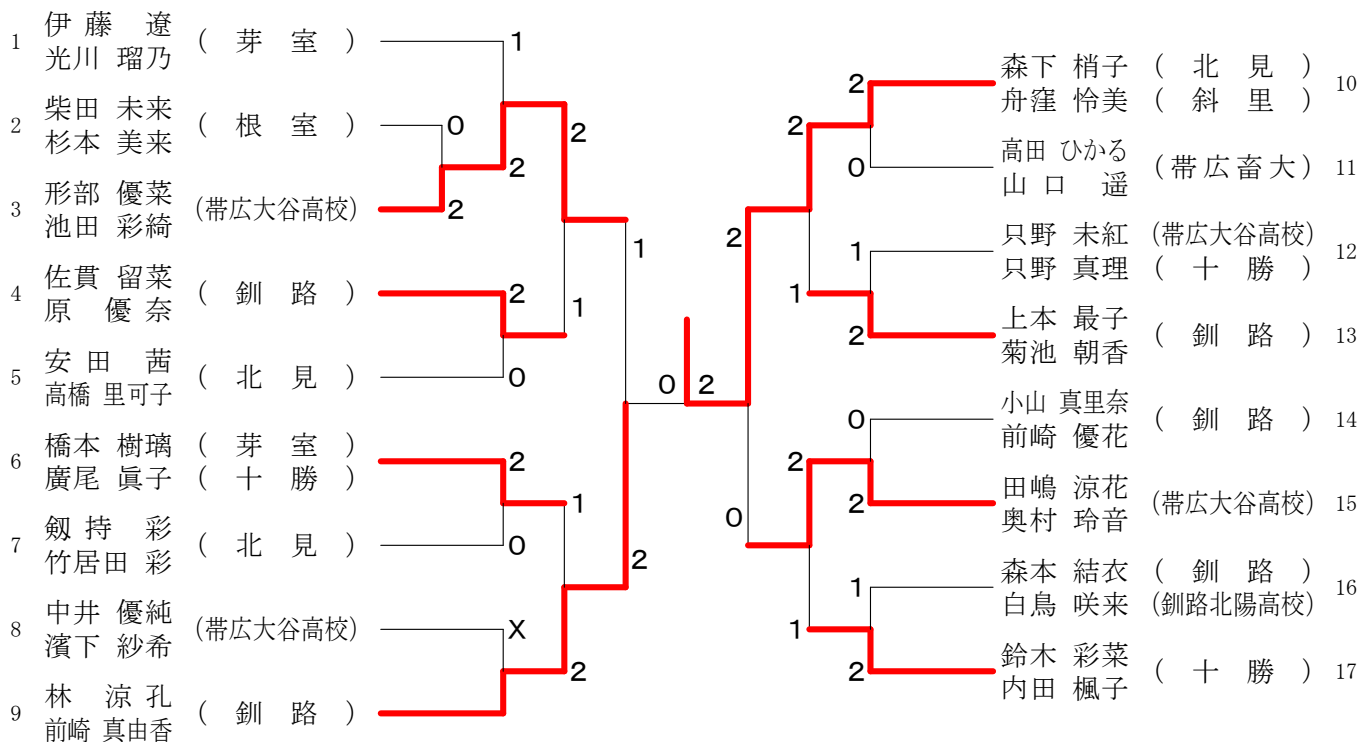 1 伊藤 遼 ( 芽 室 )
光川 瑠乃
1
2 柴田 未来 ( 根 室 )
杉本 美来
0
2
2
3 形部 優菜 (帯広大谷高校)
池田 彩綺
2
1
4 佐貫 留菜 ( 釧 路 )
原 優奈
2
1
5 安田 茜 ( 北 見 )
高橋 里可子
0
6 橋本 樹璃 ( 芽 室 )
廣尾 眞子 ( 十 勝 )
2
1
7 剱持 彩 ( 北 見 )
竹居田 彩
0
2
8 中井 優純 (帯広大谷高校)
濱下 紗希
X
2
9 林 涼孔 ( 釧 路 )
前崎 真由香
0 2
森下 梢子 ( 北 見 ) 10
舟窪 怜美 ( 斜 里 )
2
2
高田 ひかる (帯広畜大) 11
山口 遥
0
2
只野 未紅 (帯広大谷高校) 12
只野 真理 ( 十 勝 )
1
1
上本 最子 ( 釧 路 ) 13
菊池 朝香
2
小山 真里奈 ( 釧 路 ) 14
前崎 優花
0
2
田嶋 涼花 (帯広大谷高校) 15
奥村 玲音
2
0
森本 結衣 ( 釧 路 ) 16
白鳥 咲来 (釧路北陽高校)
1
1
鈴木 彩菜 ( 十 勝 ) 17
内田 楓子
2